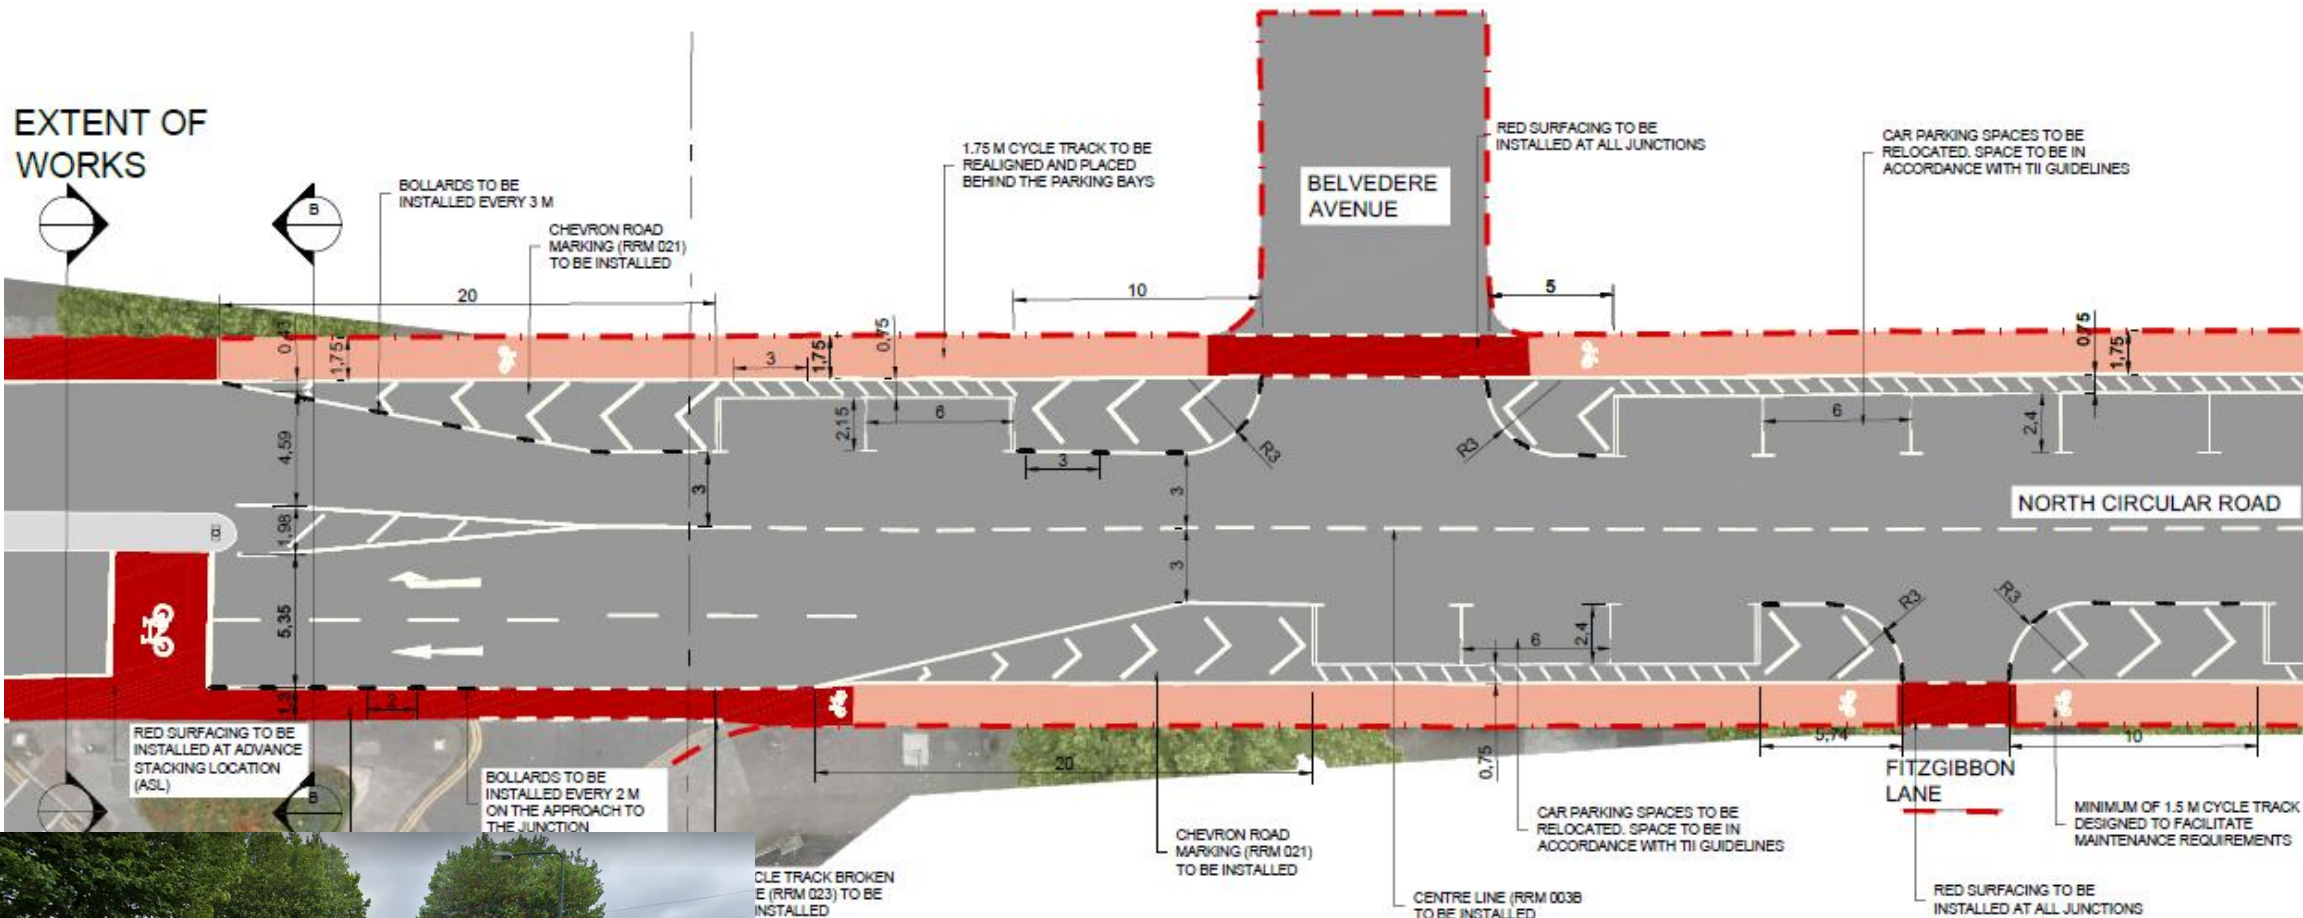 EXTENT OF
WORKS
B
BOLLARDS TO BE
INSTALLED EVERY 3 M
CHEVRON ROAD
MARKING (RRM 021)
TO BE INSTALLED
1.75 M CYCLE TRACK TO BE
REALIGNED AND PLACED
BEHIND THE PARKING BAYS
BELVEDERE
AVENUE
RED SURFACING TO BE
INSTALLED AT ALL JUNCTIONS
CAR PARKING SPACES TO BE
RELOCATED. SPACE TO BE IN
ACCORDANCE WITH TII GUIDELINES
20
10
5
0,43
1,75
3
1,75
0,75
0,75
1,75
2,15
6
6
2,4
4,59
3
3
R3
R3
3
NORTH CIRCULAR ROAD
1,98
3
5,35
6
2,4
R3
R3
1,3
2
RED SURFACING TO BE
INSTALLED AT ADVANCE
STACKING LOCATION
(ASL)
B
BOLLARDS TO BE
INSTALLED EVERY 2 M
ON THE APPROACH TO
THE JUNCTION
20
0,75
5,74
10
FITZGIBBON
LANE
CLE TRACK BROKEN
E (RRM 023) TO BE
INSTALLED
CHEVRON ROAD
MARKING (RRM 021)
TO BE INSTALLED
CAR PARKING SPACES TO BE
RELOCATED. SPACE TO BE IN
ACCORDANCE WITH TII GUIDELINES
CENTRE LINE (RRM 003B
TO BE INSTALLED
MINIMUM OF 1.5 M CYCLE TRACK
DESIGNED TO FACILITATE
MAINTENANCE REQUIREMENTS
RED SURFACING TO BE
INSTALLED AT ALL JUNCTIONS